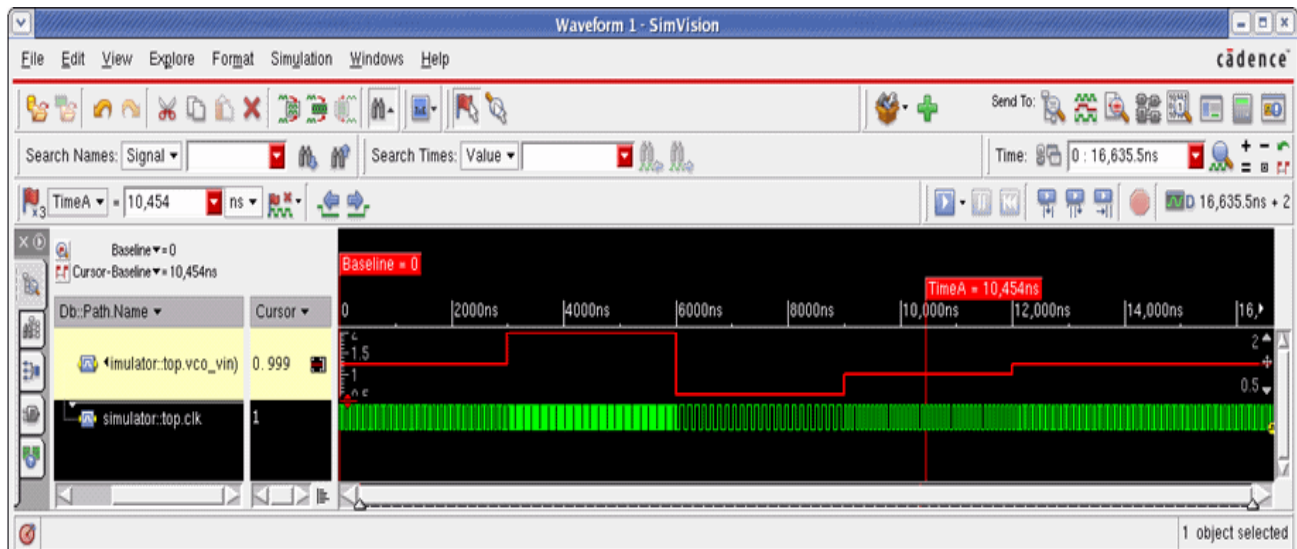 Waveform 1 - SimVision
File Edit View Explore Format Simulation Windows Help
cādence
Send To:
Search Names: Signal
Search Times: Value
Time: 0 : 16,635.5ns
x3 TimeA = 10,454 ns
16,635.5ns + 2
Baseline = 0
Cursor-Baseline = 10,454ns
Baseline = 0
TimeA = 10,454ns
Db::Path.Name Cursor
0 2000ns 4000ns 6000ns 8000ns 10,000ns 12,000ns 14,000ns 16,
imulator::top.vco_vin) 0.999
1.5
1
2
0.5
simulator::top.clk 1
1 object selected